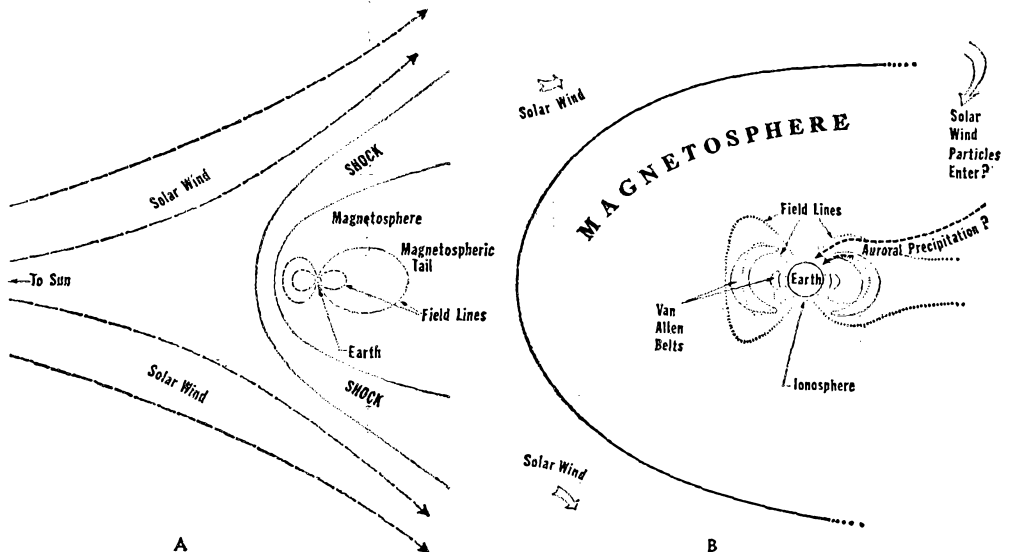 Solar Wind
SHOCK
Magnetosphere
Magnetospheric
Tail
To Sun
Field Lines
Earth
Solar Wind
SHOCK
A
Solar Wind
MAGNETOSPHERE
Solar
Wind
Particles
Enter?
Field Lines
Auroral Precipitation ?
Earth
Van
Allen
Belts
Ionosphere
Solar Wind
B